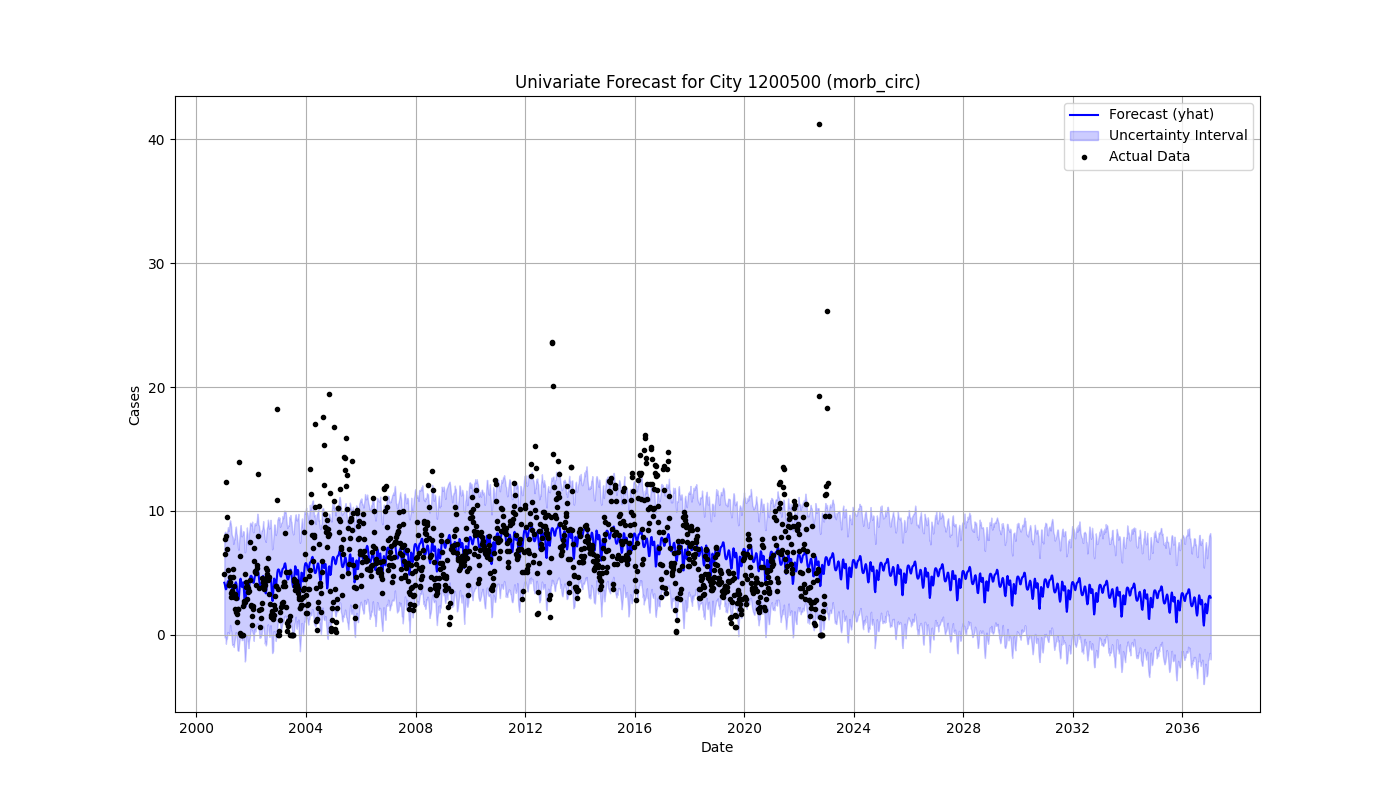 Univariate Forecast for City 1200500 (morb_circ)
Forecast (yhat)
Uncertainty Interval
Actual Data
Cases
40
30
20
10
0
2000 2004 2008 2012 2016 2020 2024 2028 2032 2036
Date